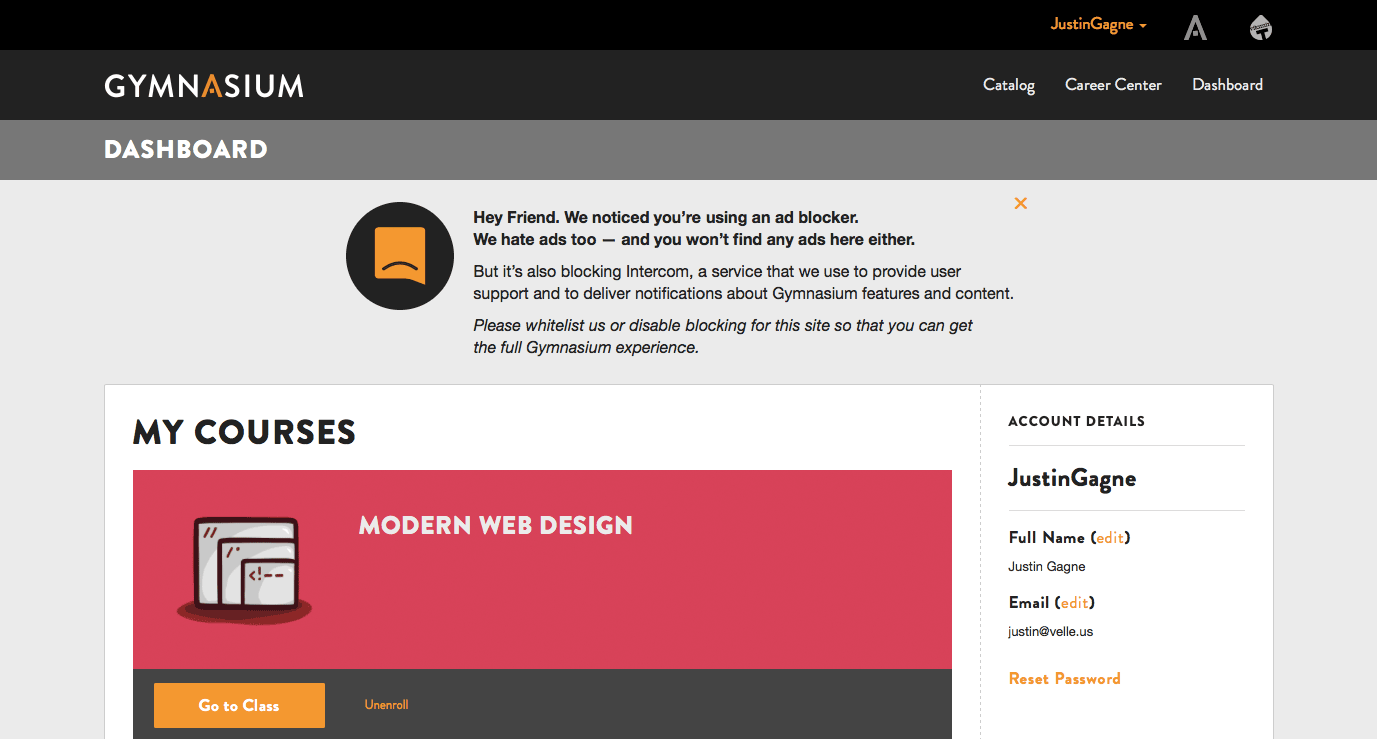 JustinGagne
GYMNASIUM
Catalog Career Center Dashboard
DASHBOARD
Hey Friend. We noticed you’re using an ad blocker.
We hate ads too — and you won’t find any ads here either.
But it’s also blocking Intercom, a service that we use to provide user
support and to deliver notifications about Gymnasium features and content.
Please whitelist us or disable blocking for this site so that you can get
the full Gymnasium experience.
MY COURSES
// 
/*
<!--
MODERN WEB DESIGN
Go to Class
Unenroll
ACCOUNT DETAILS
JustinGagne
Full Name (edit)
Justin Gagne
Email (edit)
justin@velle.us
Reset Password